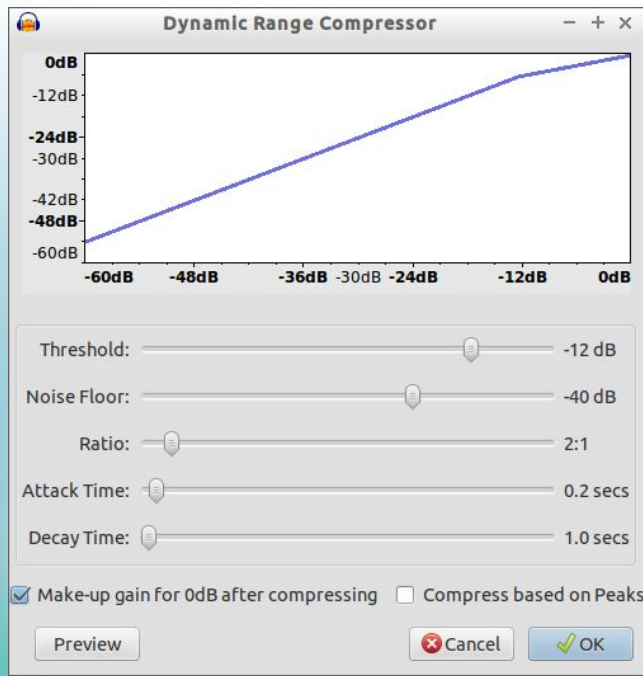 Dynamic Range Compressor
0dB
-12dB
-24dB
-30dB
-42dB
-48dB
-60dB
-60dB -48dB -36dB -30dB -24dB -12dB 0dB
Threshold: -12 dB
Noise Floor: -40 dB
Ratio: 2:1
Attack Time: 0.2 secs
Decay Time: 1.0 secs
Make-up gain for 0dB after compressing Compress based on Peaks
Preview Cancel OK